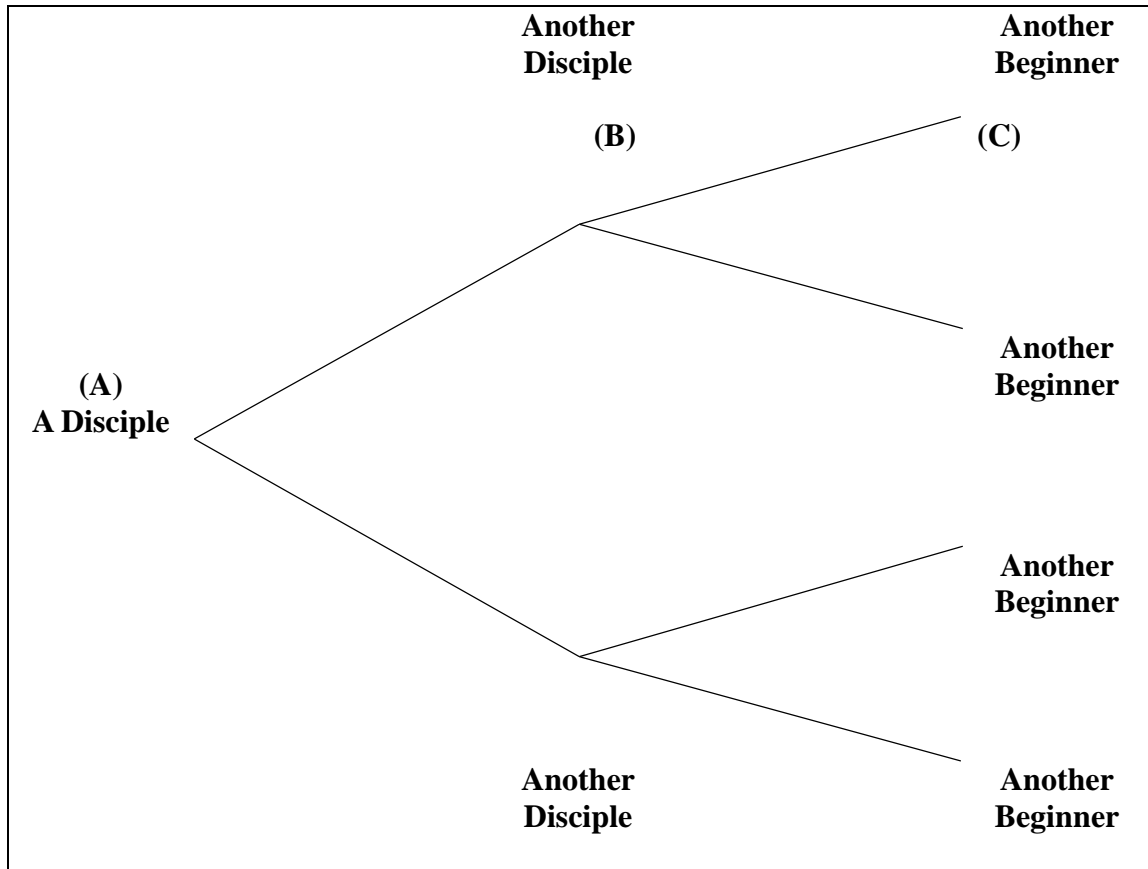 Another
Disciple
Another
Beginner
(B)
(C)
Another
Beginner
(A)
A Disciple
Another
Beginner
Another
Disciple
Another
Beginner